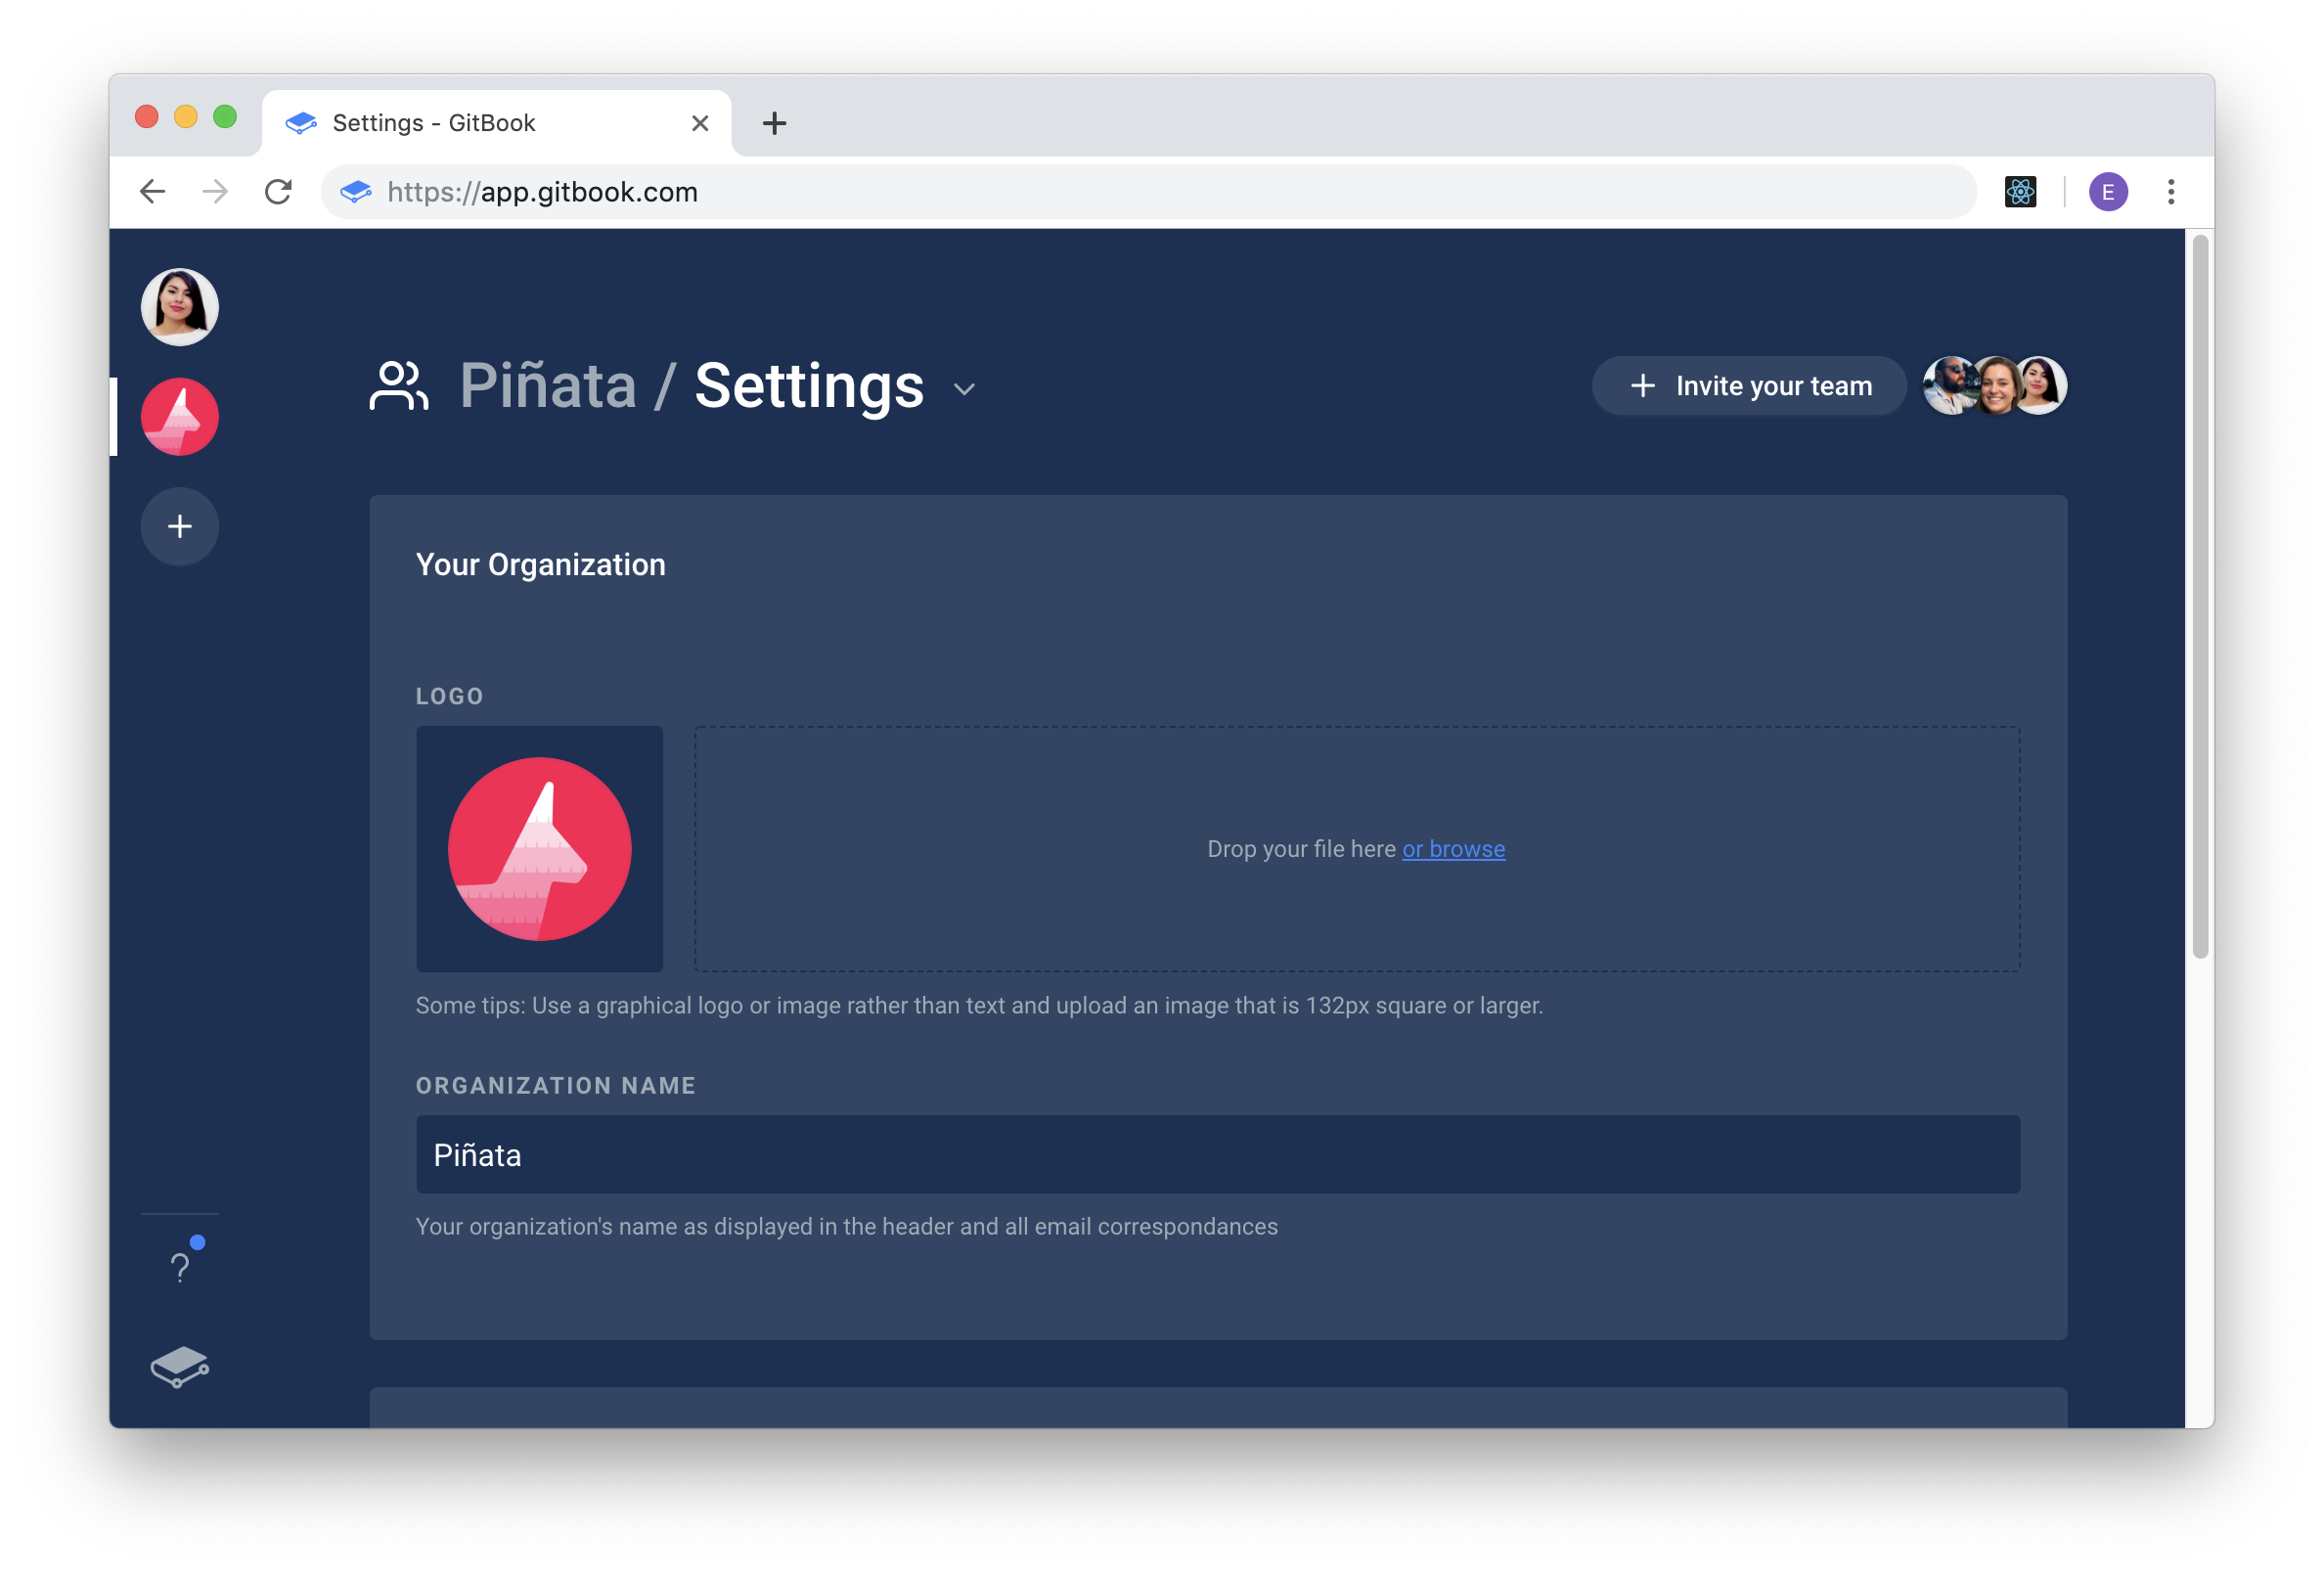 Settings - GitBook
https://app.gitbook.com
E
Piñata / Settings
Invite your team
Your Organization
LOGO
Drop your file here or browse
Some tips: Use a graphical logo or image rather than text and upload an image that is 132px square or larger.
ORGANIZATION NAME
Piñata
Your organization's name as displayed in the header and all email correspondances
?